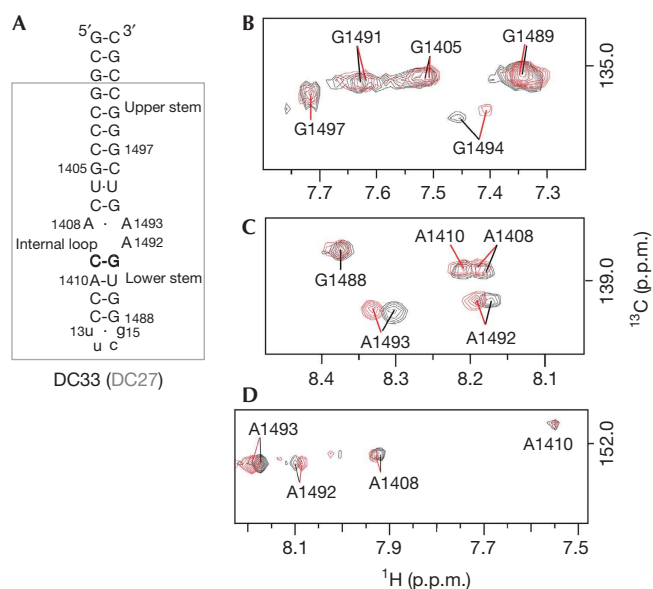 A
5′ G-C 3′
C-G
G-C
G-C
C-G Upper stem
C-G
C-G 1497
1405 G-C
U·U
C-G
1408 A · A 1493
Internal loop A 1492
C-G
1410 A-U Lower stem
C-G
C-G 1488
13 u · g 15
u c
DC33 (DC27)
B
G1491 G1405 G1489
G1497
G1494
135.0
7.7 7.6 7.5 7.4 7.3
C
A1410 A1408
G1488
A1493
A1492
139.0
8.4 8.3 8.2 8.1
¹³C (p.p.m.)
D
A1493
A1410
A1492
A1408
152.0
8.1 7.9 7.7 7.5
¹H (p.p.m.)